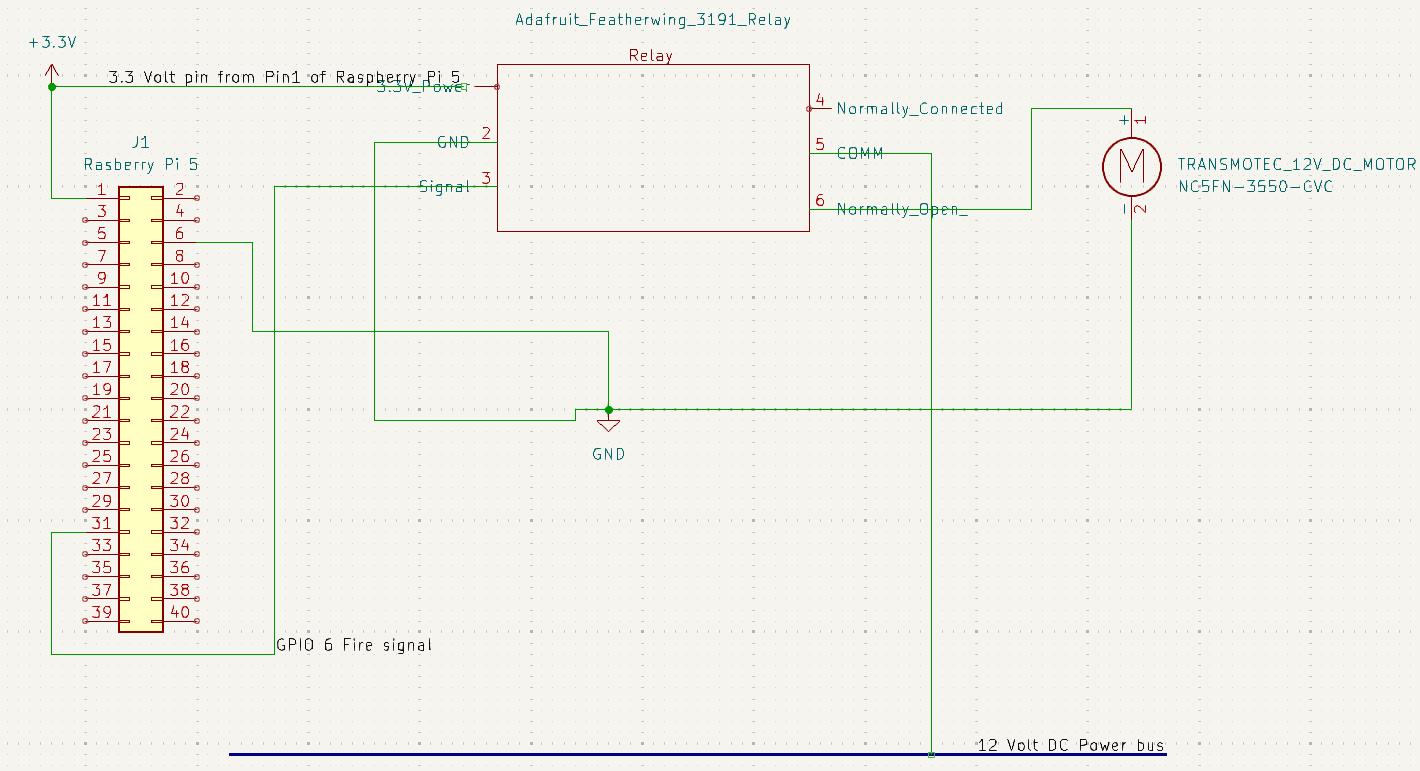 Adafruit_Featherwing_3191_Relay
+3.3V
Relay
3.3 Volt pin from Pin1 of Raspberry Pi 5
3.3V_Power
4 Normally_Connected
+ 1
J1
2
GND
5 COMM
M
TRANSMOTEC_12V_DC_MOTOR
Rasberry Pi 5
3
Signal
NC5FN-3550-CVC
6 Normally_Open_
- 2
1 2
3 4
5 6
7 8
9 10
11 12
13 14
15 16
17 18
19 20
21 22
23 24
25 26
27 28
29 30
31 32
33 34
35 36
37 38
39 40
GND
GPIO 6 Fire signal
12 Volt DC Power bus